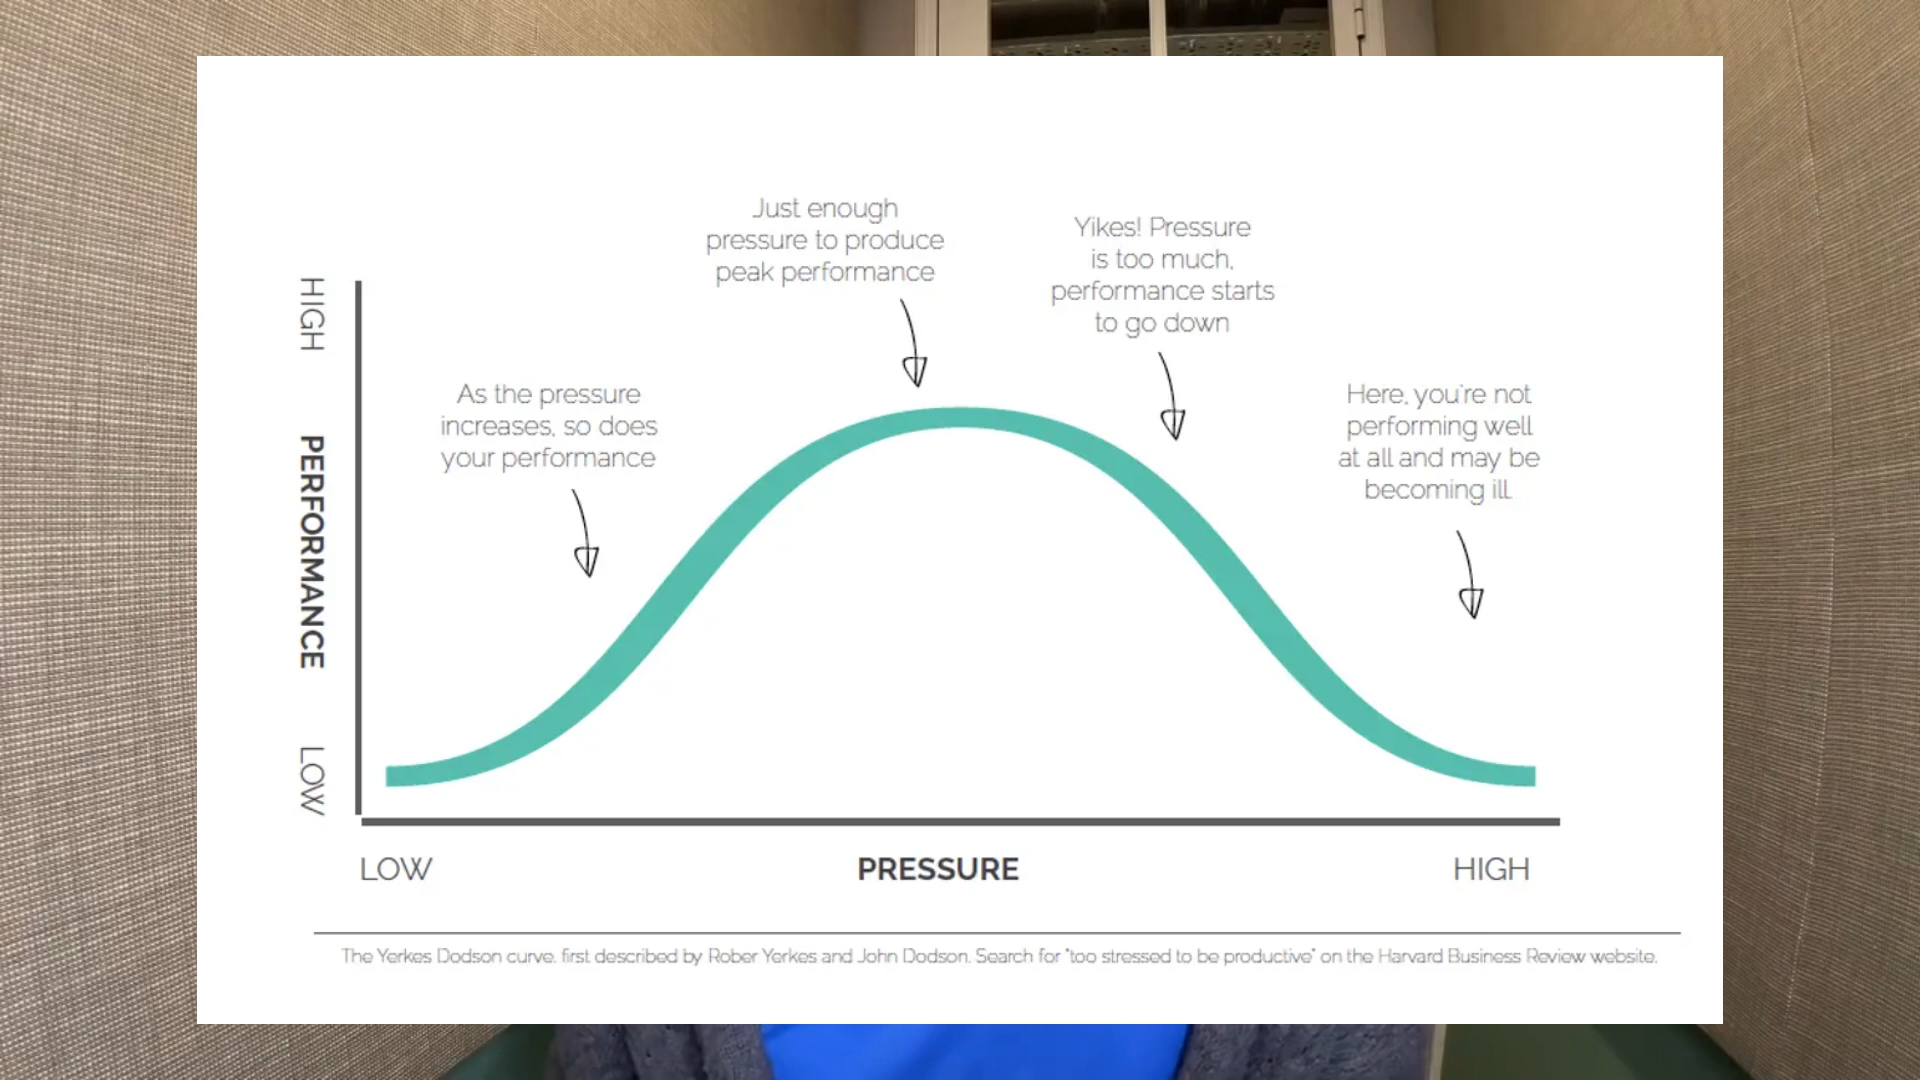 Just enough
pressure to produce
peak performance
Yikes! Pressure
is too much,
performance starts
to go down
As the pressure
increases, so does
your performance
Here, you're not
performing well
at all and may be
becoming ill.
HIGH
PERFORMANCE
LOW
LOW
PRESSURE
HIGH
The Yerkes Dodson curve. first described by Rober Yerkes and John Dodson. Search for "too stressed to be productive" on the Harvard Business Review website.